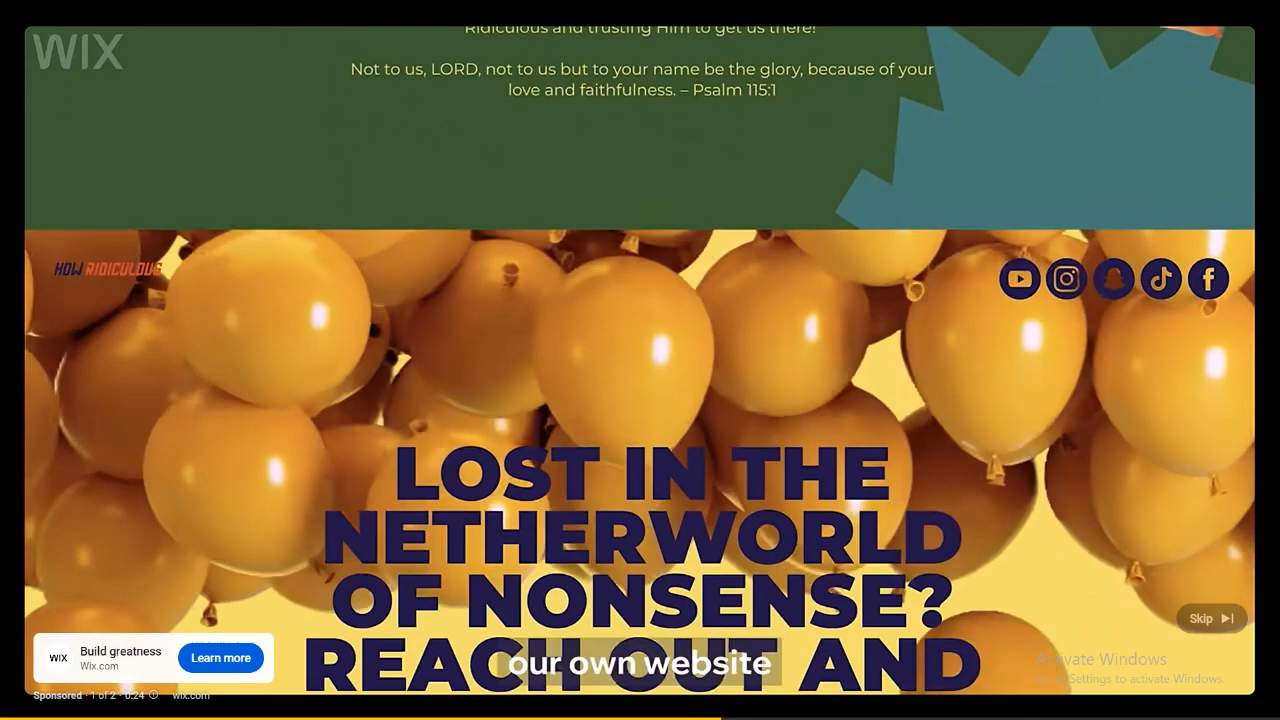 Ridiculous and trusting Him to get us there!
WIX
Not to us, LORD, not to us but to your name be the glory, because of your
love and faithfulness. – Psalm 115:1
HOW RIDICULOUS
LOST IN THE
NETHERWORLD
OF NONSENSE?
REACH OUT AND
our own website
Skip
WIX
Build greatness
Wix.com
Learn more
Activate Windows
Settings to activate Windows.
Sponsored · 1 of 2 · 0:24
wix.com